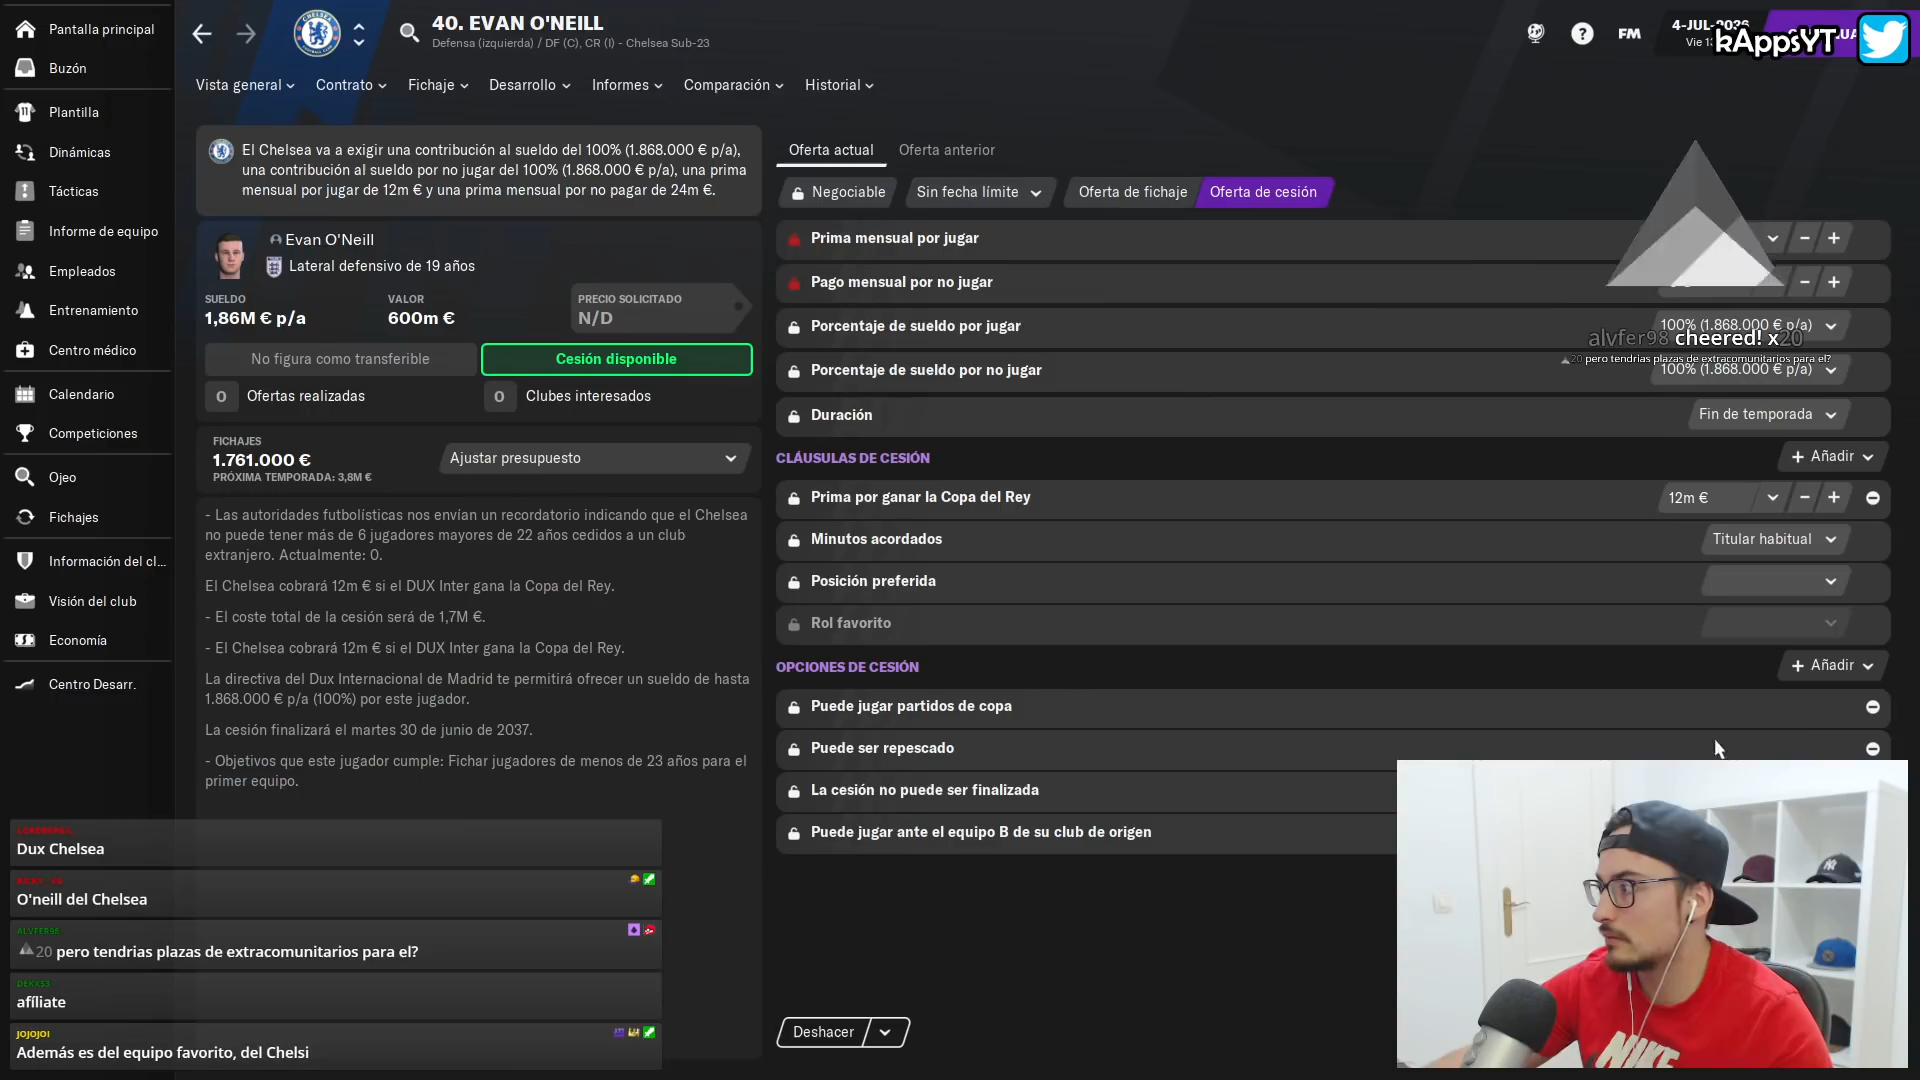 Pantalla principal
Buzón
Plantilla
Dinámicas
Tácticas
Informe de equipo
Empleados
Entrenamiento
Centro médico
Calendario
Competiciones
Ojeo
Fichajes
Información del cl...
Visión del club
Economía
Centro Desarr.
40. EVAN O'NEILL
Defensa (izquierda) / DF (C), CR (I) - Chelsea Sub-23
FM
4-JUL-2036
kAppsYT
Vista general
Contrato
Fichaje
Desarrollo
Informes
Comparación
Historial
El Chelsea va a exigir una contribución al sueldo del 100% (1.868.000 € p/a),
una contribución al sueldo por no jugar del 100% (1.868.000 € p/a), una prima
mensual por jugar de 12m € y una prima mensual por no pagar de 24m €.
Evan O'Neill
Lateral defensivo de 19 años
SUELDO
1,86M € p/a
VALOR
600m €
PRECIO SOLICITADO
N/D
No figura como transferible
Cesión disponible
0 Ofertas realizadas
0 Clubes interesados
FICHAJES
1.761.000 €
PRÓXIMA TEMPORADA: 3,8M €
Ajustar presupuesto
- Las autoridades futbolísticas nos envían un recordatorio indicando que el Chelsea
no puede tener más de 6 jugadores mayores de 22 años cedidos a un club
extranjero. Actualmente: 0.
El Chelsea cobrará 12m € si el DUX Inter gana la Copa del Rey.
- El coste total de la cesión será de 1,7M €.
- El Chelsea cobrará 12m € si el DUX Inter gana la Copa del Rey.
La directiva del Dux Internacional de Madrid te permitirá ofrecer un sueldo de hasta
1.868.000 € p/a (100%) por este jugador.
La cesión finalizará el martes 30 de junio de 2037.
- Objetivos que este jugador cumple: Fichar jugadores de menos de 23 años para el
primer equipo.
Dux Chelsea
O'neill del Chelsea
ALVFER98
20 pero tendrias plazas de extracomunitarios para el?
DEKXS3
afíliate
JOJOJOI
Además es del equipo favorito, del Chelsi
Oferta actual
Oferta anterior
Negociable
Sin fecha límite
Oferta de fichaje
Oferta de cesión
Prima mensual por jugar
Pago mensual por no jugar
Porcentaje de sueldo por jugar
100% (1.868.000 € p/a)
alvfer98 cheered! x20
20 pero tendrias plazas de extracomunitarios para el?
Porcentaje de sueldo por no jugar
100% (1.868.000 € p/a)
Duración
Fin de temporada
CLÁUSULAS DE CESIÓN
+ Añadir
Prima por ganar la Copa del Rey
12m €
Minutos acordados
Titular habitual
Posición preferida
Rol favorito
OPCIONES DE CESIÓN
+ Añadir
Puede jugar partidos de copa
Puede ser repescado
La cesión no puede ser finalizada
Puede jugar ante el equipo B de su club de origen
Deshacer
NIKE